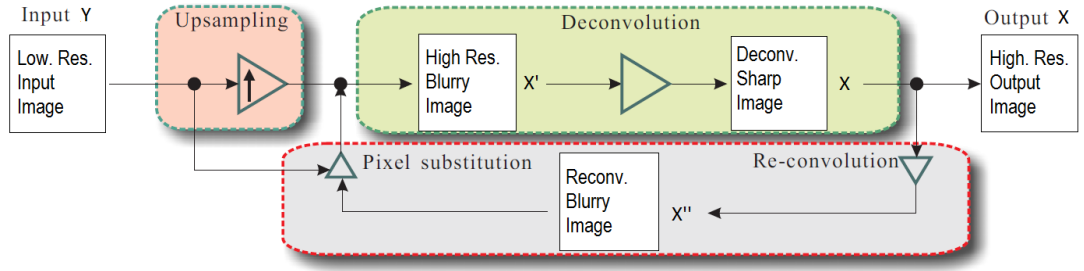 Input Y
Upsampling
Deconvolution
Output X
Low. Res.
Input
Image
High Res.
Blurry
Image
X'
Deconv.
Sharp
Image
X
High. Res.
Output
Image
Pixel substitution
Re-convolution
Reconv.
Blurry
Image
X''